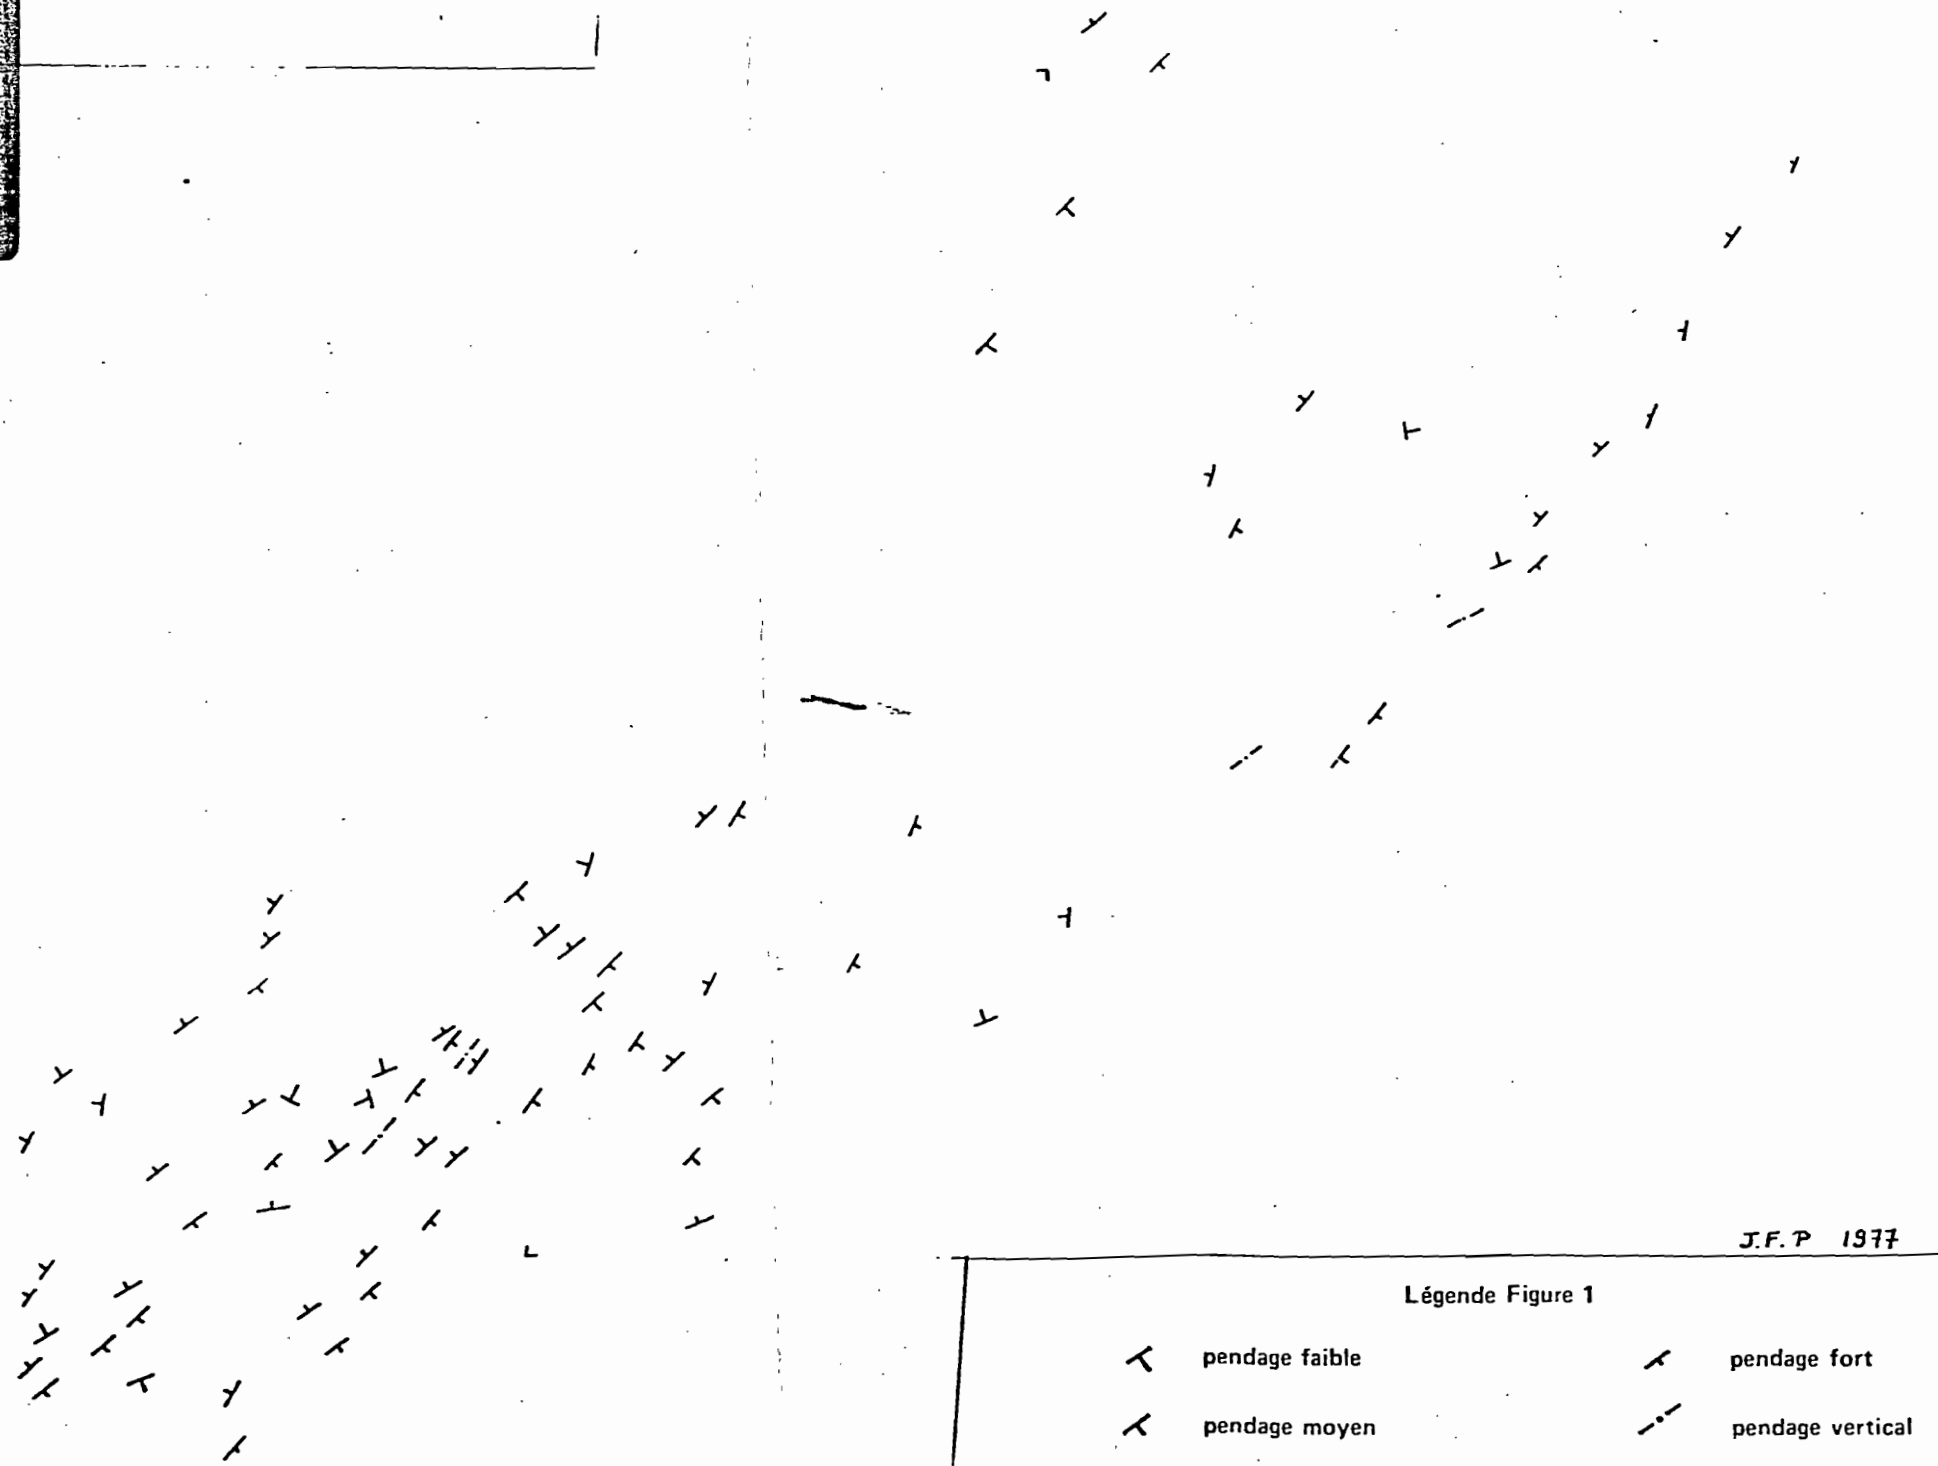 J.F.P 1977
Légende Figure 1
pendage faible
pendage fort
pendage moyen
pendage vertical